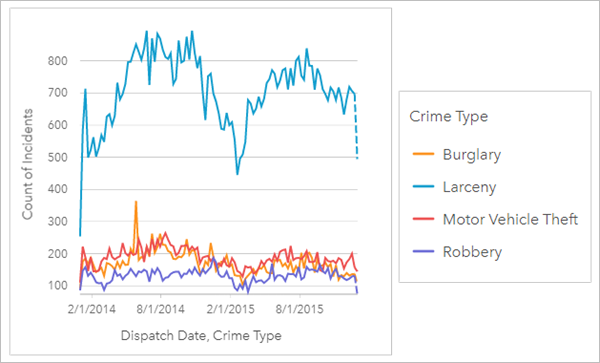 800
700
600
500
400
300
200
100
Count of Incidents
2/1/2014 8/1/2014 2/1/2015 8/1/2015
Dispatch Date, Crime Type
Crime Type
Burglary
Larceny
Motor Vehicle Theft
Robbery